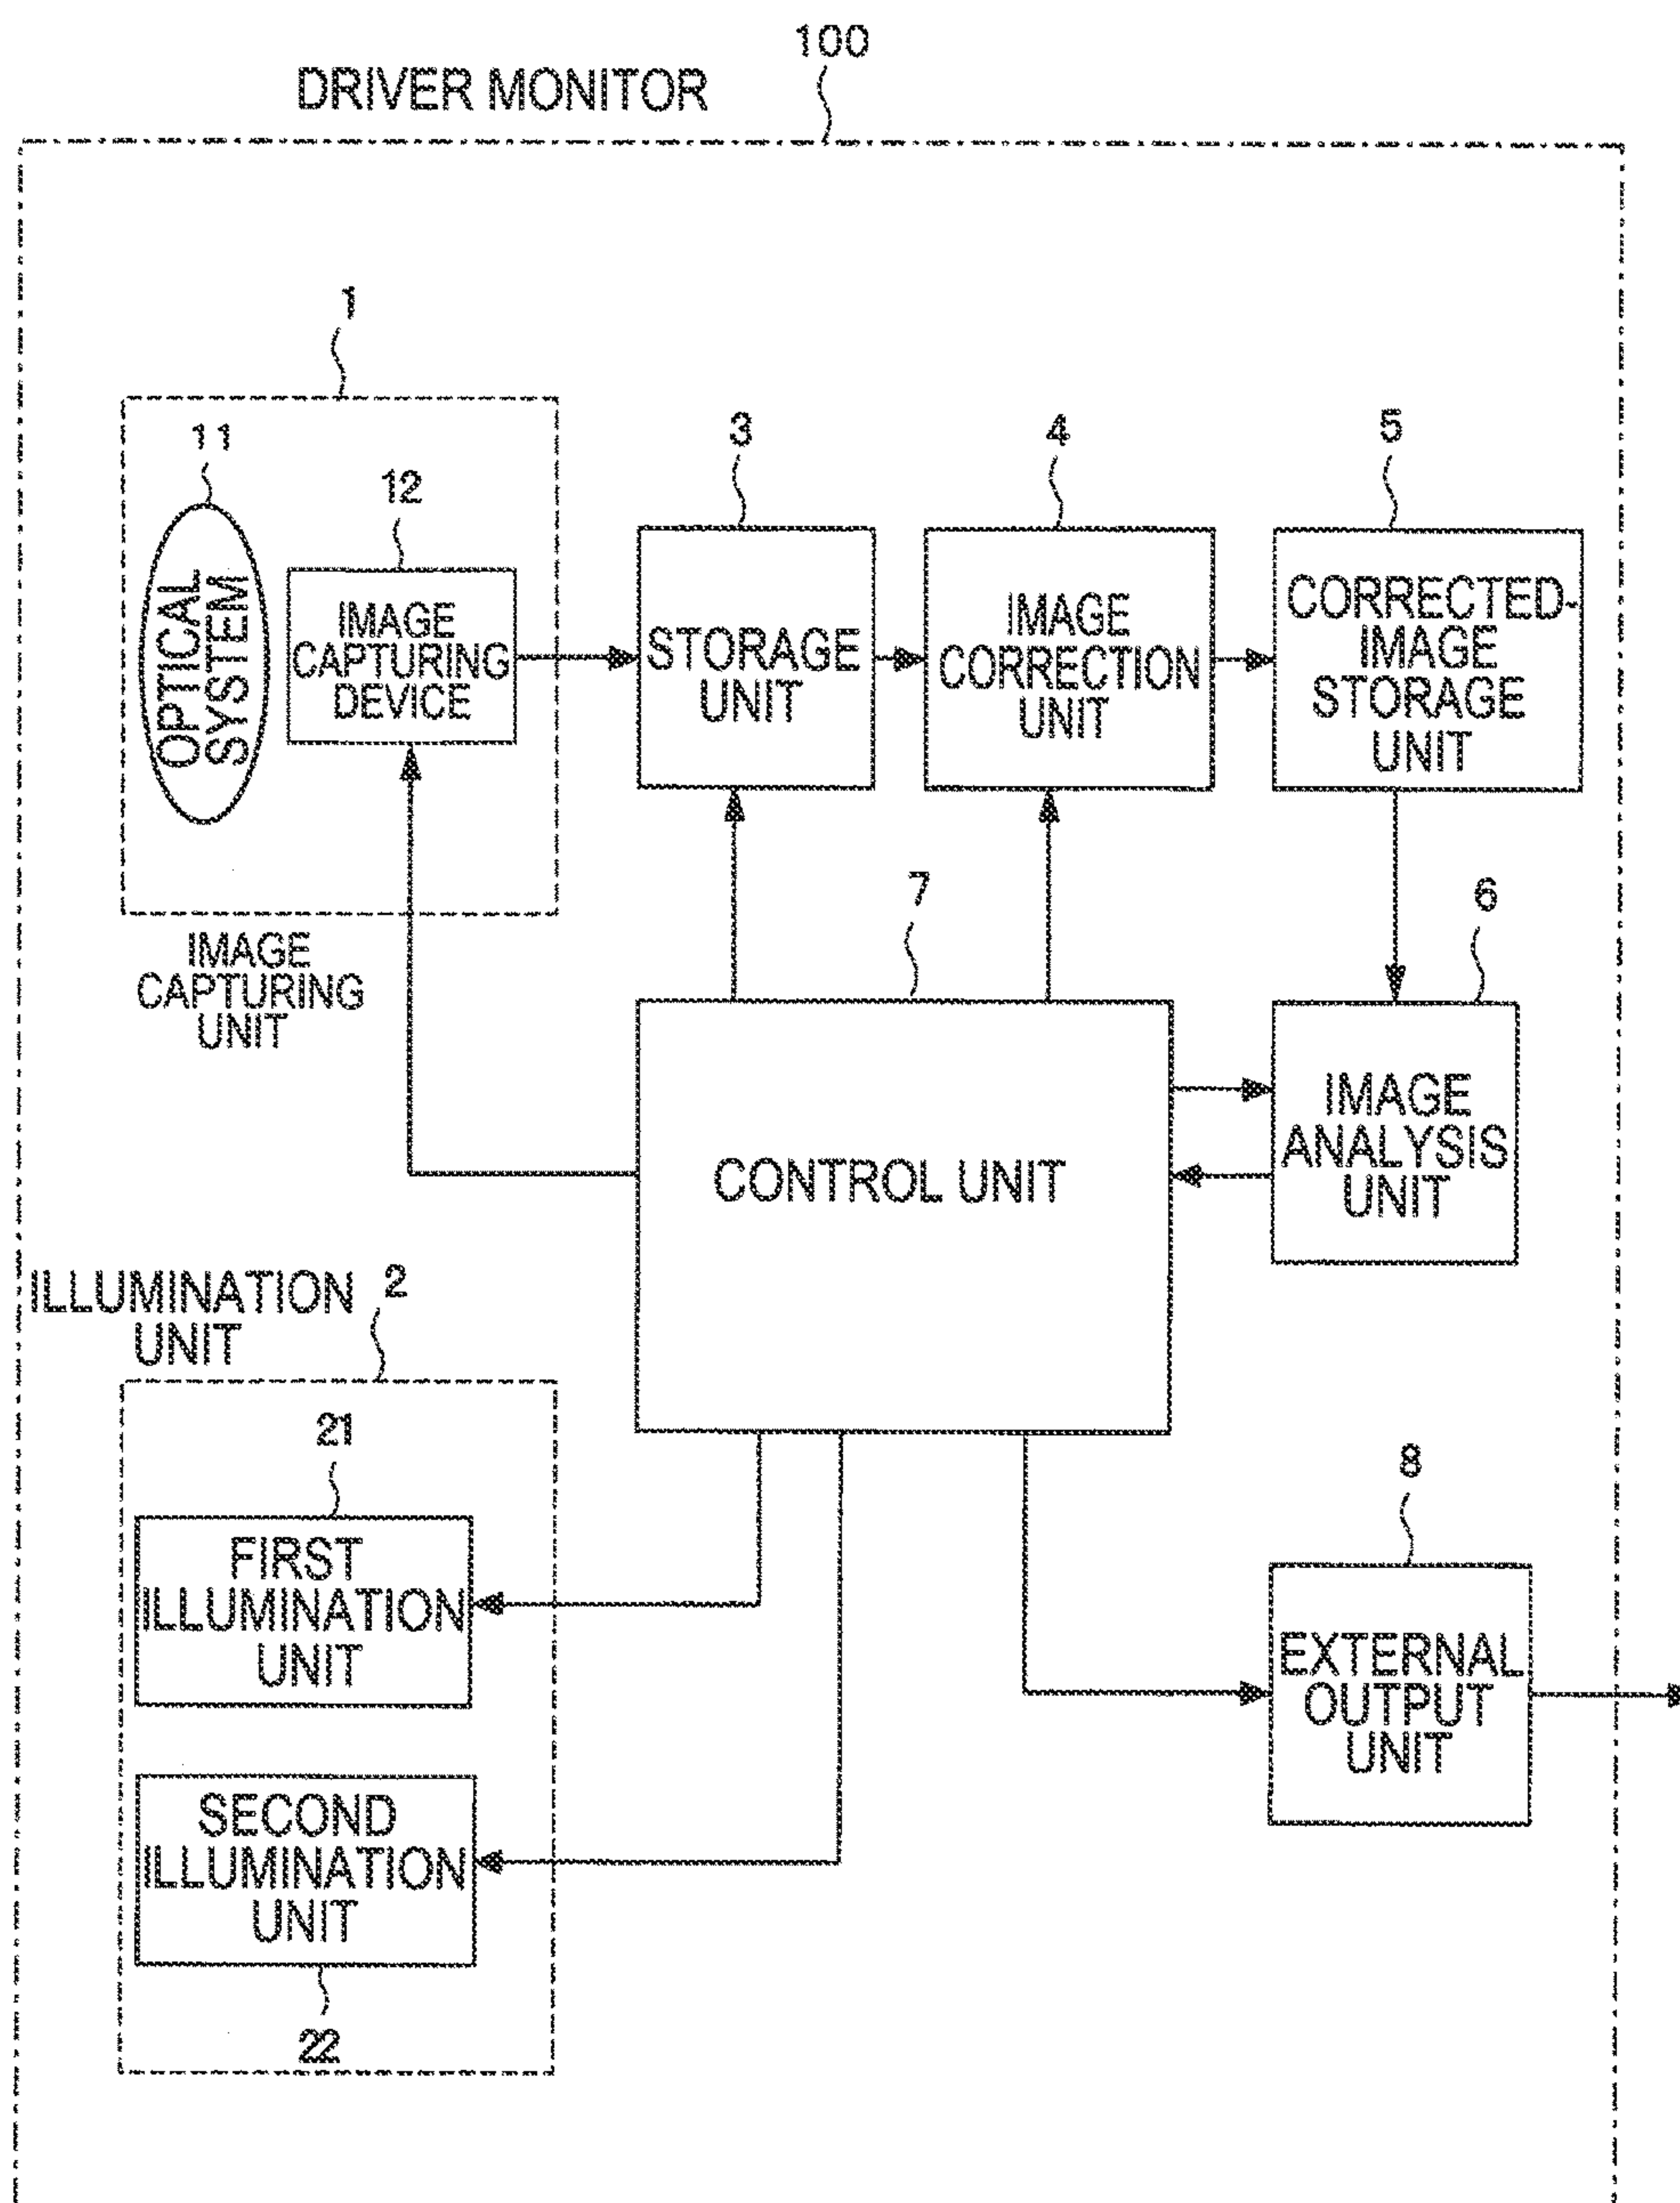 100
DRIVER MONITOR
1
11
12
3
4
5
OPTICAL
SYSTEM
IMAGE
CAPTURING
DEVICE
STORAGE
UNIT
IMAGE
CORRECTION
UNIT
CORRECTED-
IMAGE
STORAGE
UNIT
IMAGE
CAPTURING
UNIT
7
6
CONTROL UNIT
IMAGE
ANALYSIS
UNIT
ILLUMINATION
UNIT
2
21
FIRST
ILLUMINATION
UNIT
8
EXTERNAL
OUTPUT
UNIT
SECOND
ILLUMINATION
UNIT
22